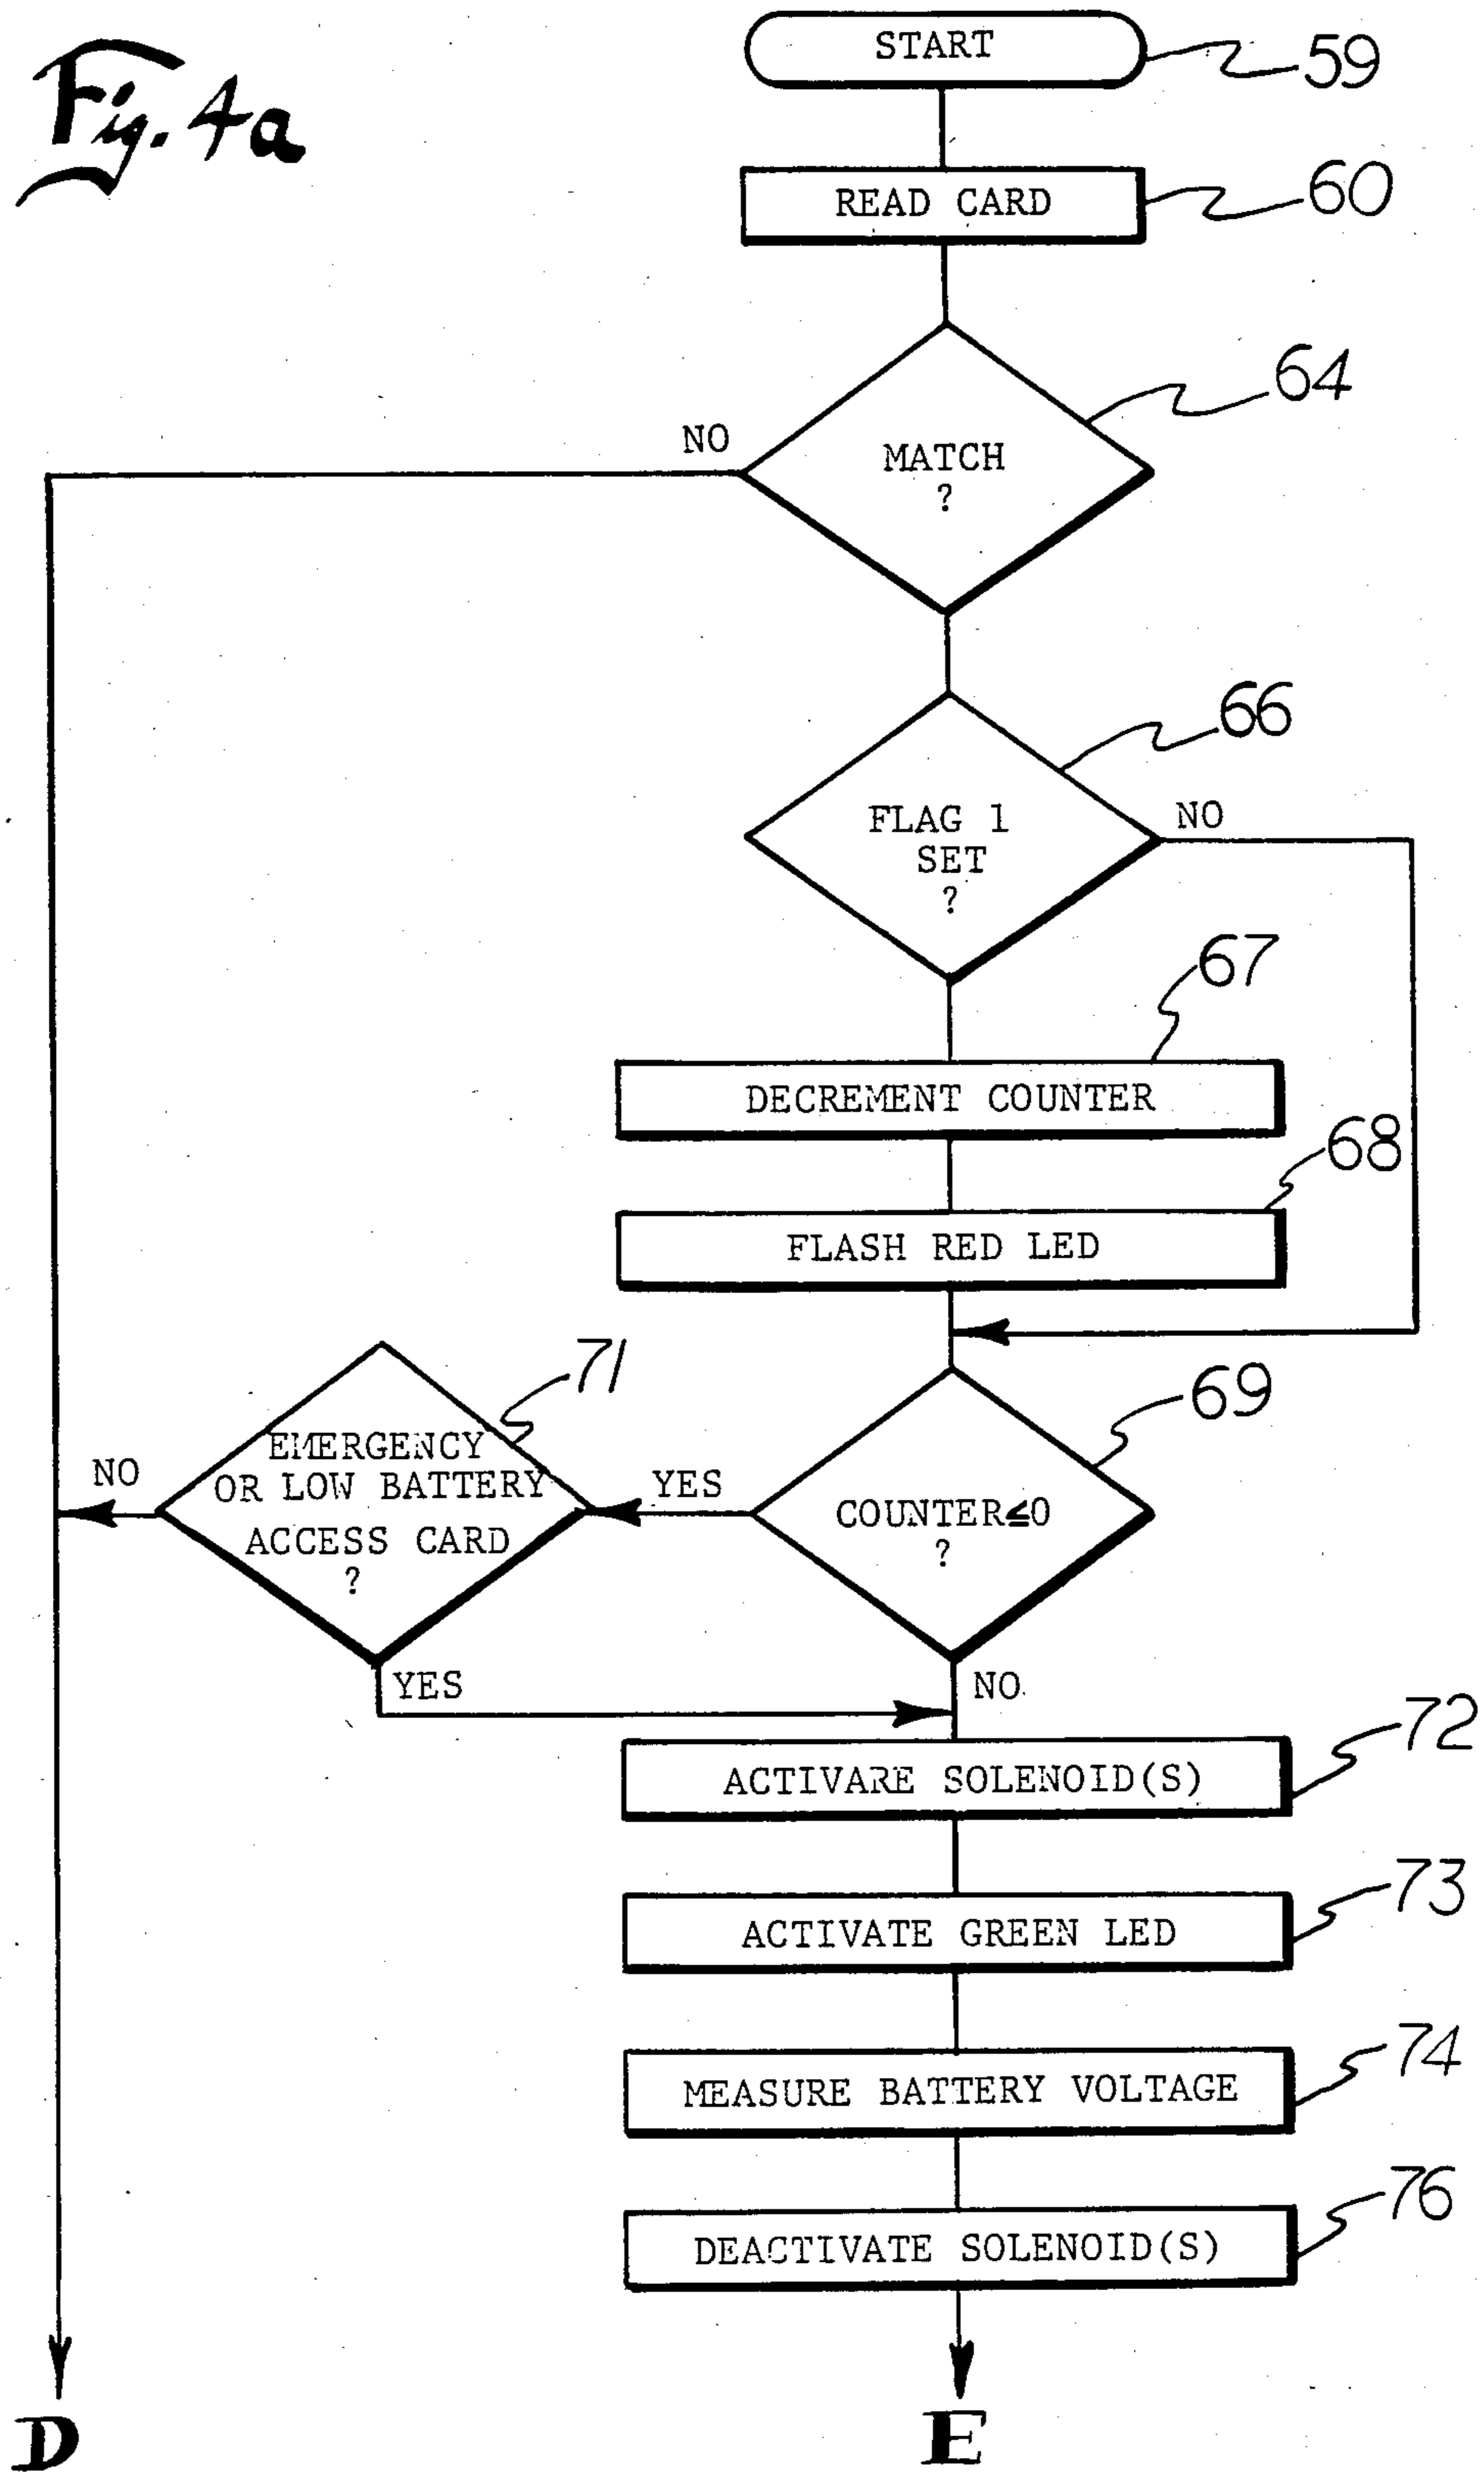 Fig. 4a
START
59
READ CARD
60
64
NO
MATCH
?
66
FLAG 1
SET
?
NO
67
DECREMENT COUNTER
68
FLASH RED LED
71
69
EMERGENCY
OR LOW BATTERY
ACCESS CARD
?
NO
YES
COUNTER≦0
?
YES
NO
72
ACTIVARE SOLENOID(S)
73
ACTIVATE GREEN LED
74
MEASURE BATTERY VOLTAGE
76
DEACTIVATE SOLENOID(S)
D
E